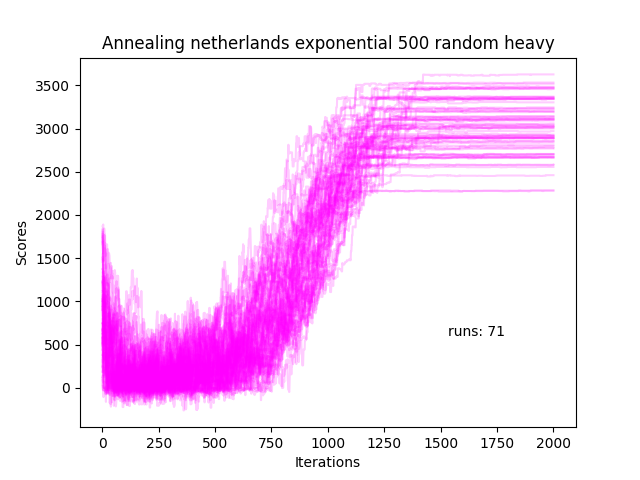 Annealing netherlands exponential 500 random heavy
Scores
3500
3000
2500
2000
1500
1000
500
0
runs: 71
0 250 500 750 1000 1250 1500 1750 2000
Iterations